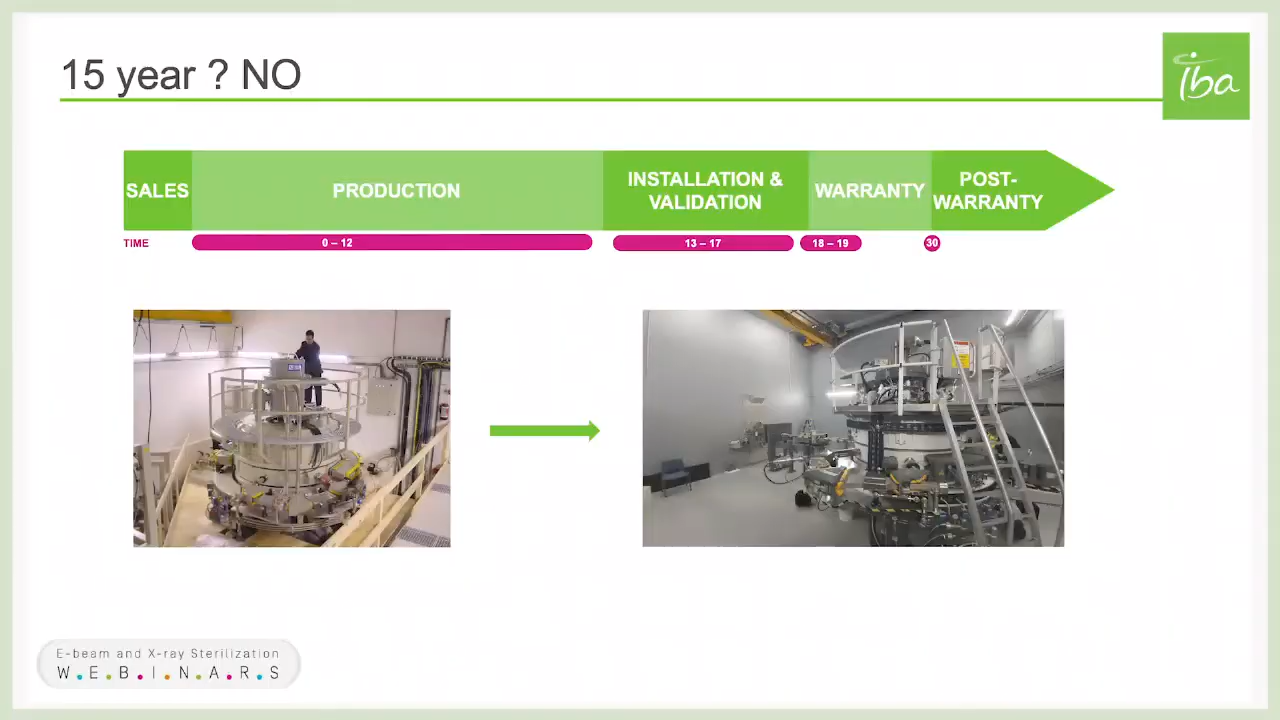 15 year ? NO
iba
SALES
PRODUCTION
INSTALLATION &
VALIDATION
WARRANTY
POST-
WARRANTY
TIME
0 – 12
13 – 17
18 – 19
30
E-beam and X-ray Sterilization
W.E.B.I.N.A.R.S